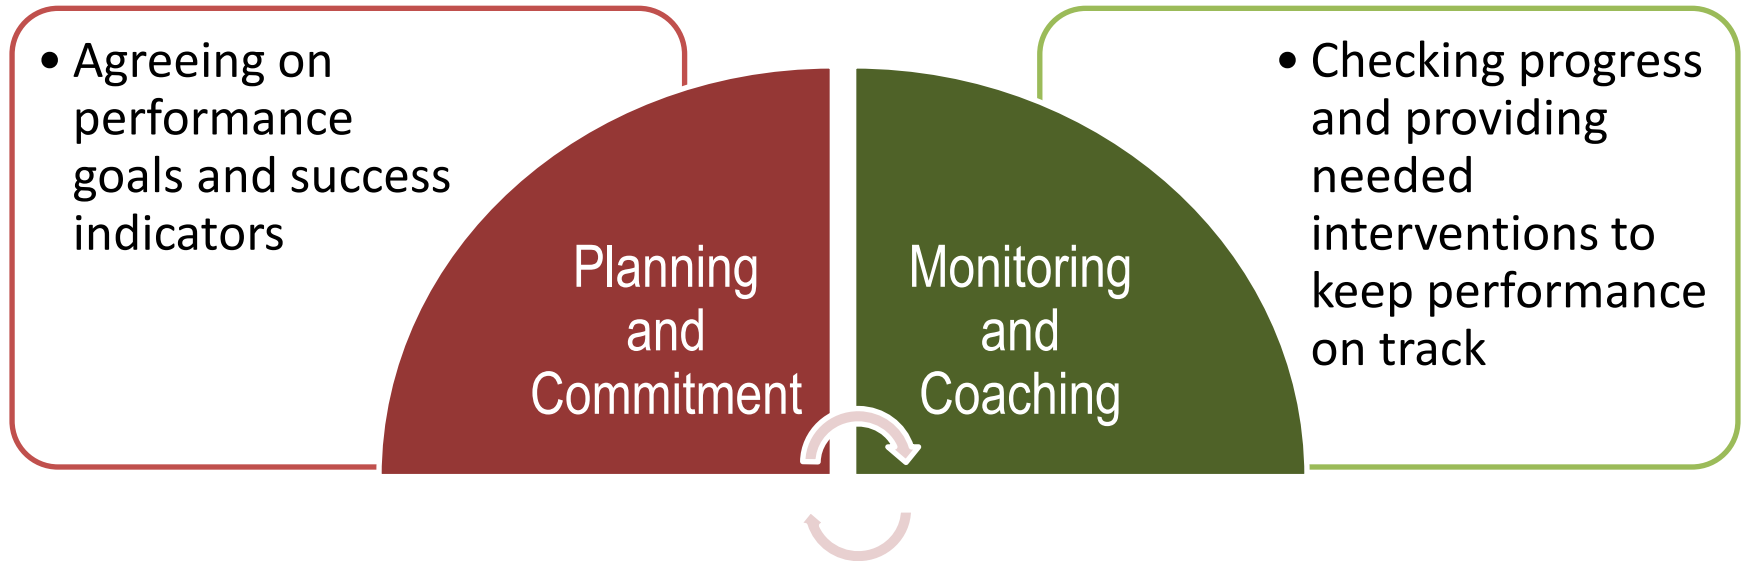 • Agreeing on
performance
goals and success
indicators
Planning
and
Commitment
Monitoring
and
Coaching
• Checking progress
and providing
needed
interventions to
keep performance
on track